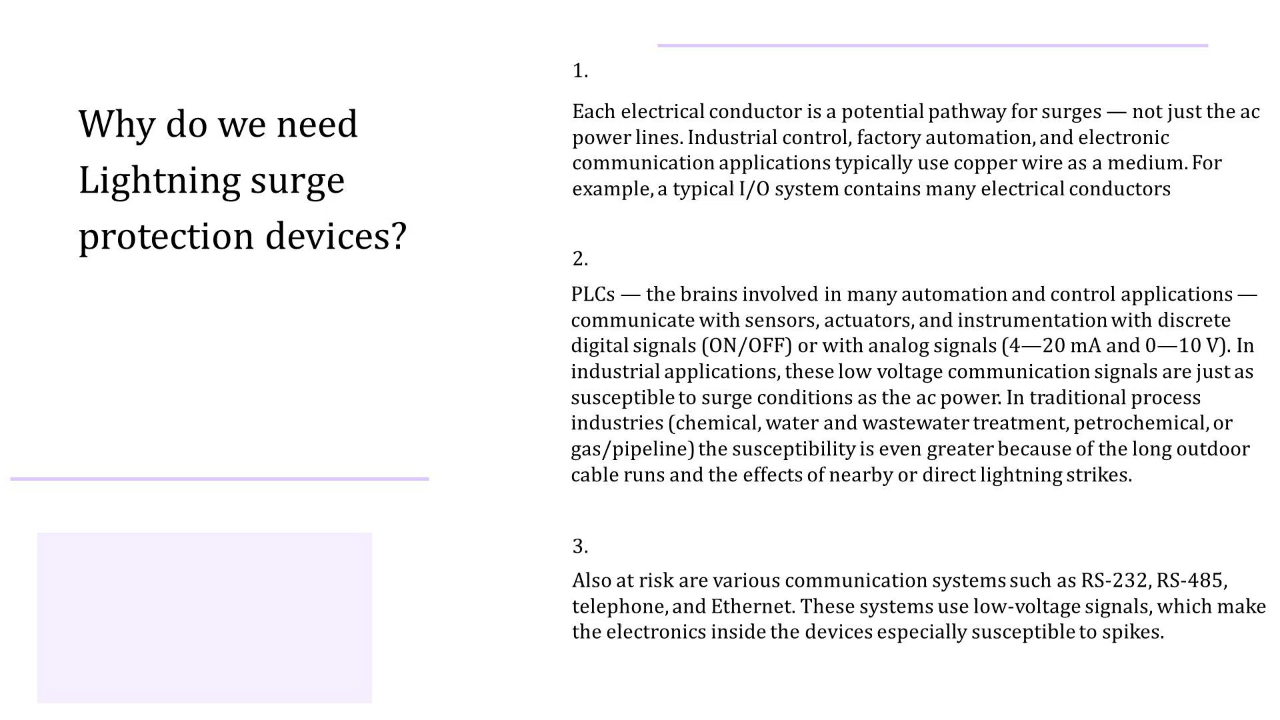 Why do we need
Lightning surge
protection devices?
1.
Each electrical conductor is a potential pathway for surges — not just the ac
power lines. Industrial control, factory automation, and electronic
communication applications typically use copper wire as a medium. For
example, a typical I/O system contains many electrical conductors
2.
PLCs — the brains involved in many automation and control applications —
communicate with sensors, actuators, and instrumentation with discrete
digital signals (ON/OFF) or with analog signals (4—20 mA and 0—10 V). In
industrial applications, these low voltage communication signals are just as
susceptible to surge conditions as the ac power. In traditional process
industries (chemical, water and wastewater treatment, petrochemical, or
gas/pipeline) the susceptibility is even greater because of the long outdoor
cable runs and the effects of nearby or direct lightning strikes.
3.
Also at risk are various communication systems such as RS-232, RS-485,
telephone, and Ethernet. These systems use low-voltage signals, which make
the electronics inside the devices especially susceptible to spikes.